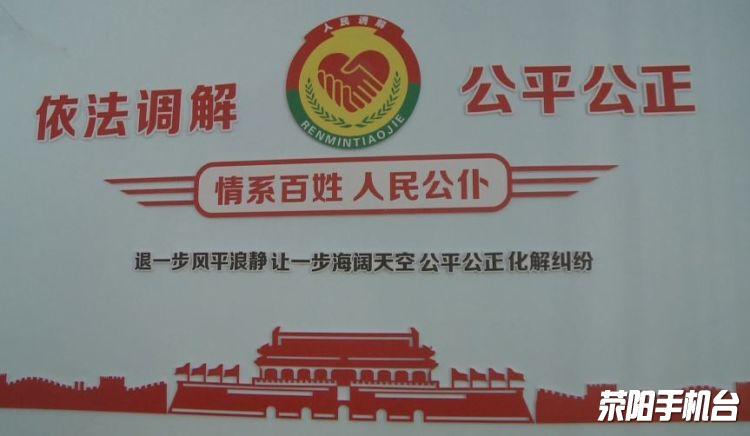 人民调解
RENMINTIAOJIE
依法调解 公平公正
情系百姓 人民公仆
退一步风平浪静 让一步海阔天空 公平公正 化解纠纷
荥阳手机台